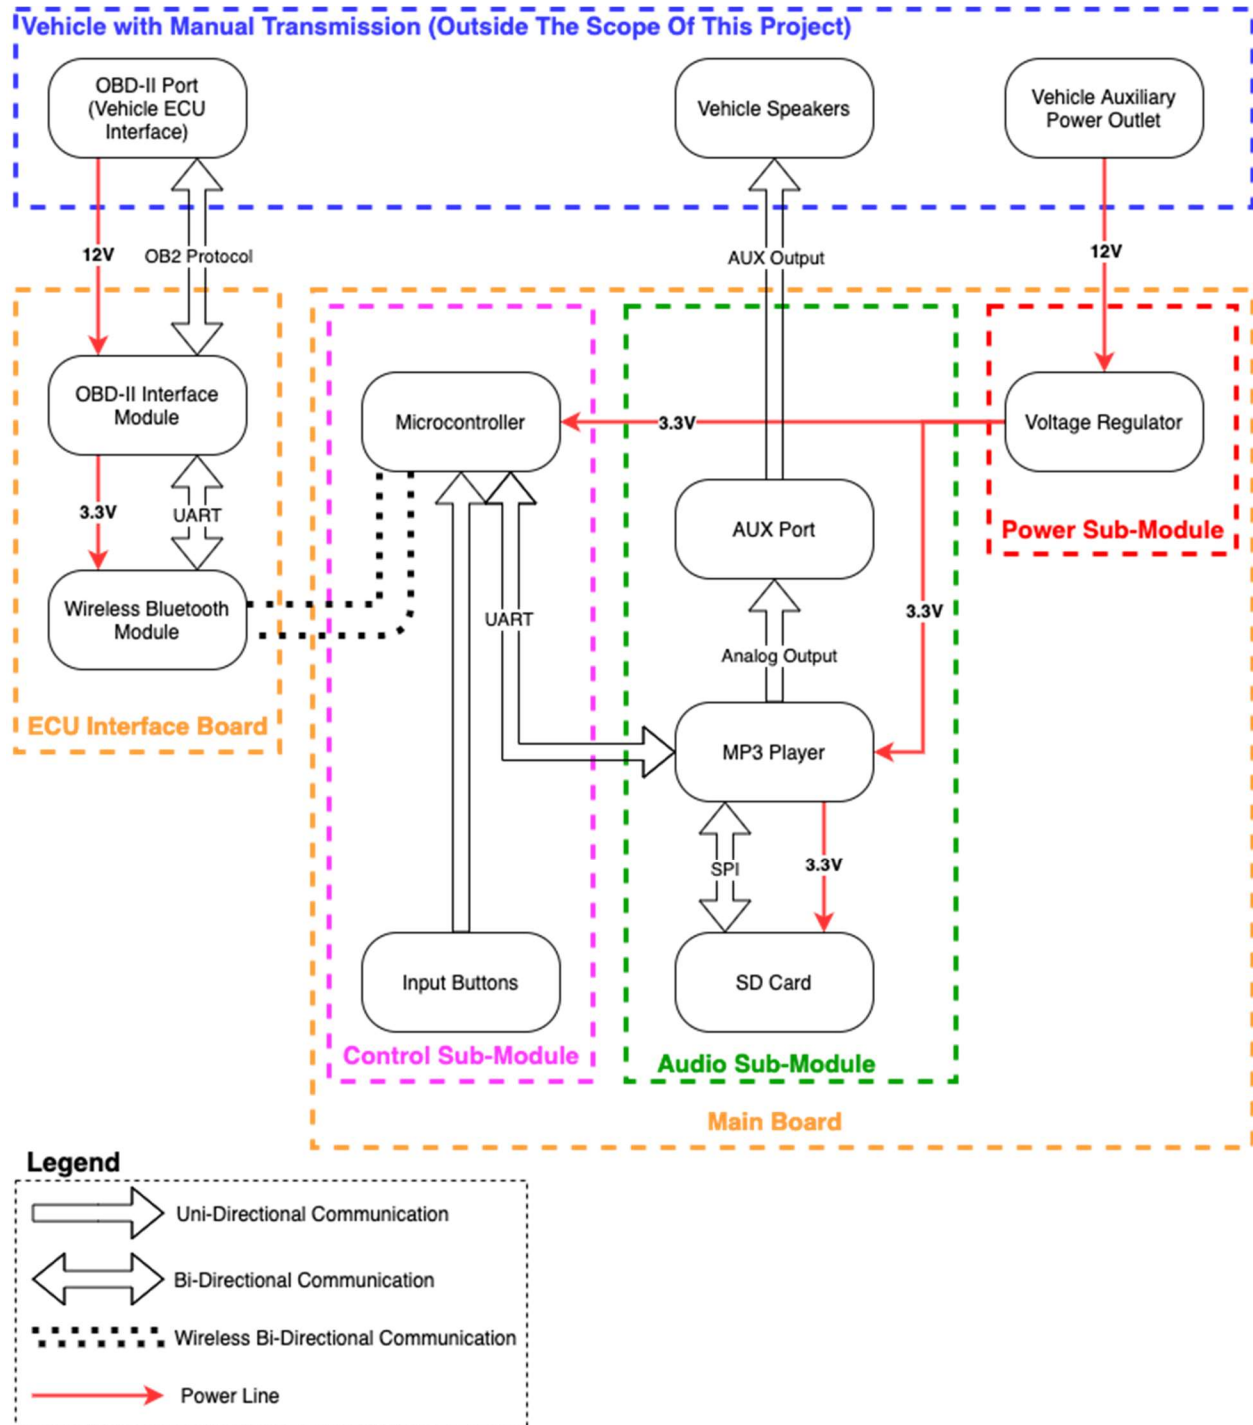 Vehicle with Manual Transmission (Outside The Scope Of This Project)
OBD-II Port
(Vehicle ECU
Interface)
Vehicle Speakers
Vehicle Auxiliary
Power Outlet
12V
OB2 Protocol
AUX Output
12V
OBD-II Interface
Module
Microcontroller
3.3V
Voltage Regulator
3.3V
UART
AUX Port
Power Sub-Module
Wireless Bluetooth
Module
UART
3.3V
Analog Output
ECU Interface Board
MP3 Player
SPI
3.3V
Input Buttons
SD Card
Control Sub-Module
Audio Sub-Module
Main Board
Legend
Uni-Directional Communication
Bi-Directional Communication
Wireless Bi-Directional Communication
Power Line